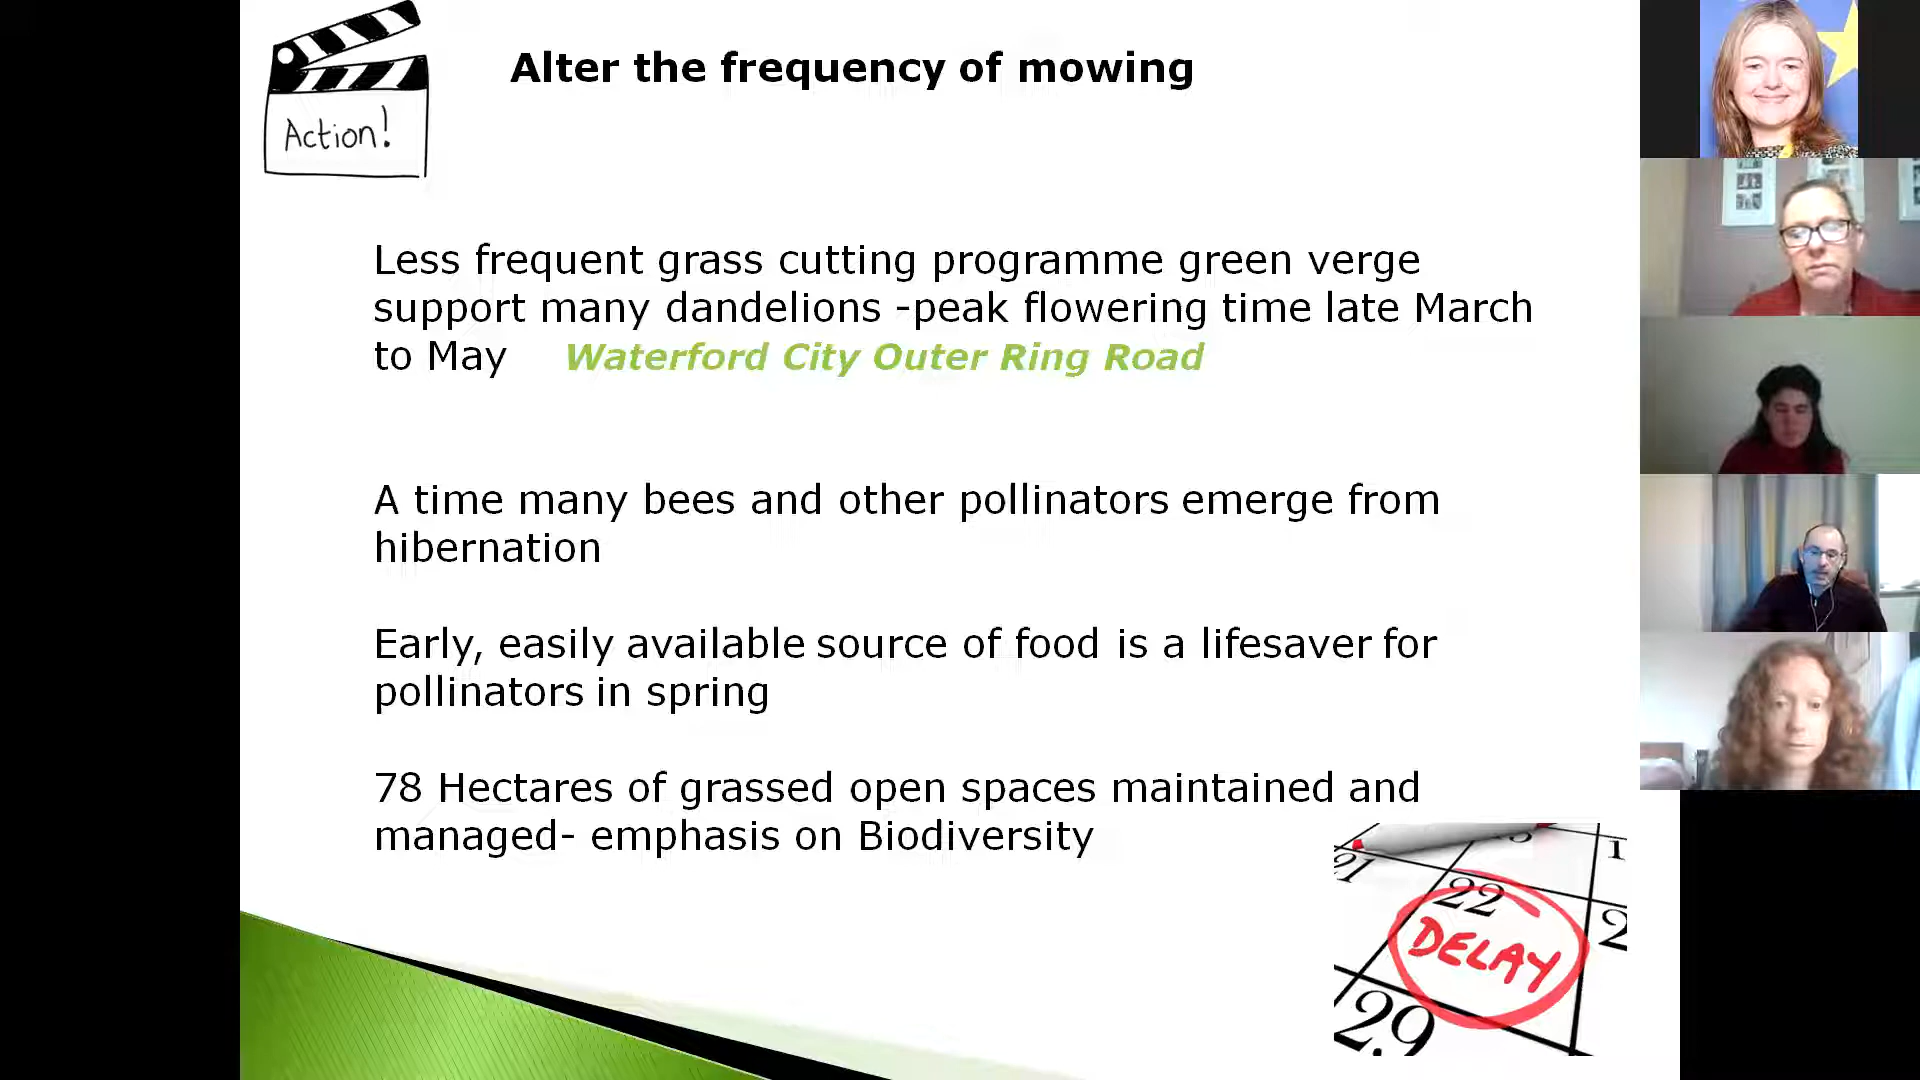 Action!
Alter the frequency of mowing
Less frequent grass cutting programme green verge
support many dandelions -peak flowering time late March
to May Waterford City Outer Ring Road
A time many bees and other pollinators emerge from
hibernation
Early, easily available source of food is a lifesaver for
pollinators in spring
78 Hectares of grassed open spaces maintained and
managed- emphasis on Biodiversity
21
22
DELAY
29